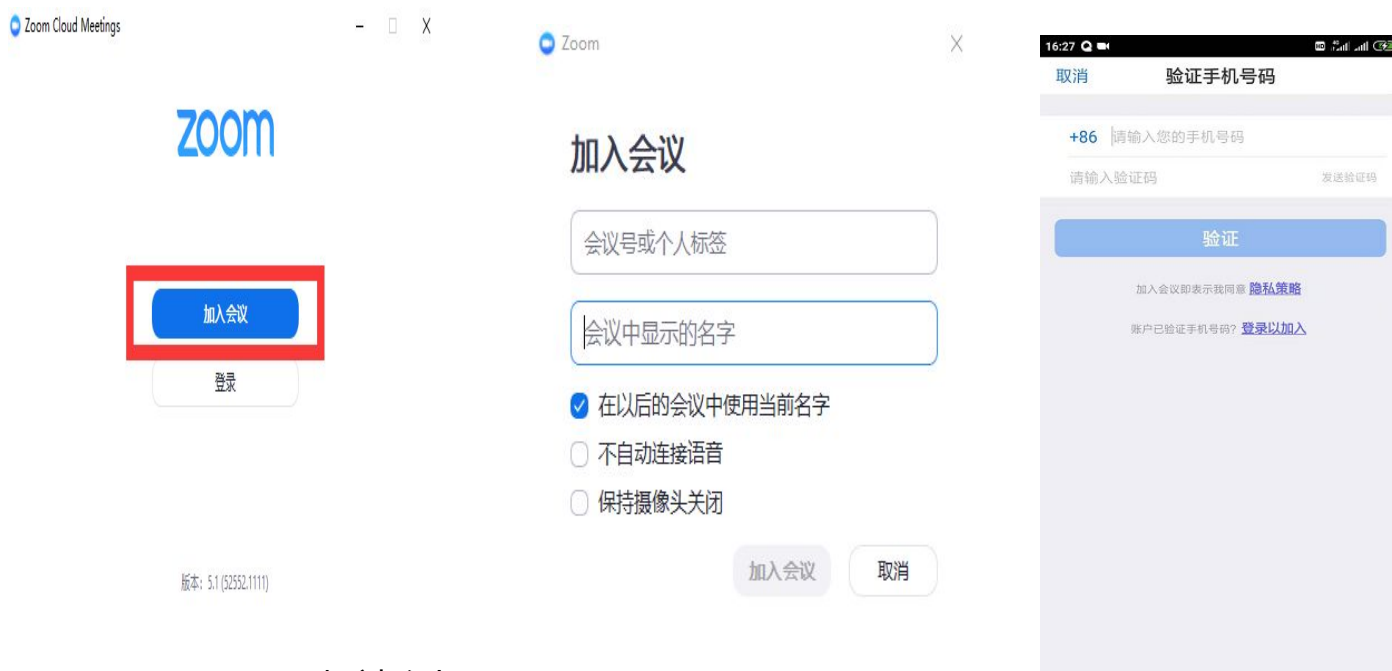 Zoom Cloud Meetings
zoom
加入会议
登录
版本: 5.1 (52552.1111)
Zoom
加入会议
会议号或个人标签
会议中显示的名字
在以后的会议中使用当前名字
不自动连接语音
保持摄像头关闭
加入会议 取消
16:27
取消 验证手机号码
+86 请输入您的手机号码
请输入验证码 发送验证码
验证
加入会议即表示我同意 隐私策略
账户已验证手机号码? 登录以加入